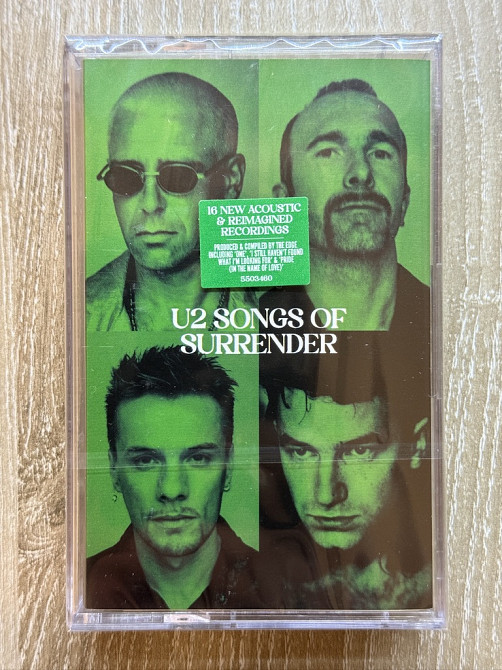 16 NEW ACOUSTIC
& REIMAGINED
RECORDINGS
PRODUCED & COMPILED BY THE EDGE
INCLUDING 'ONE', 'I STILL HAVEN'T FOUND
WHAT I'M LOOKING FOR' & 'PRIDE
(IN THE NAME OF LOVE)'
5503460
U2 SONGS OF
SURRENDER